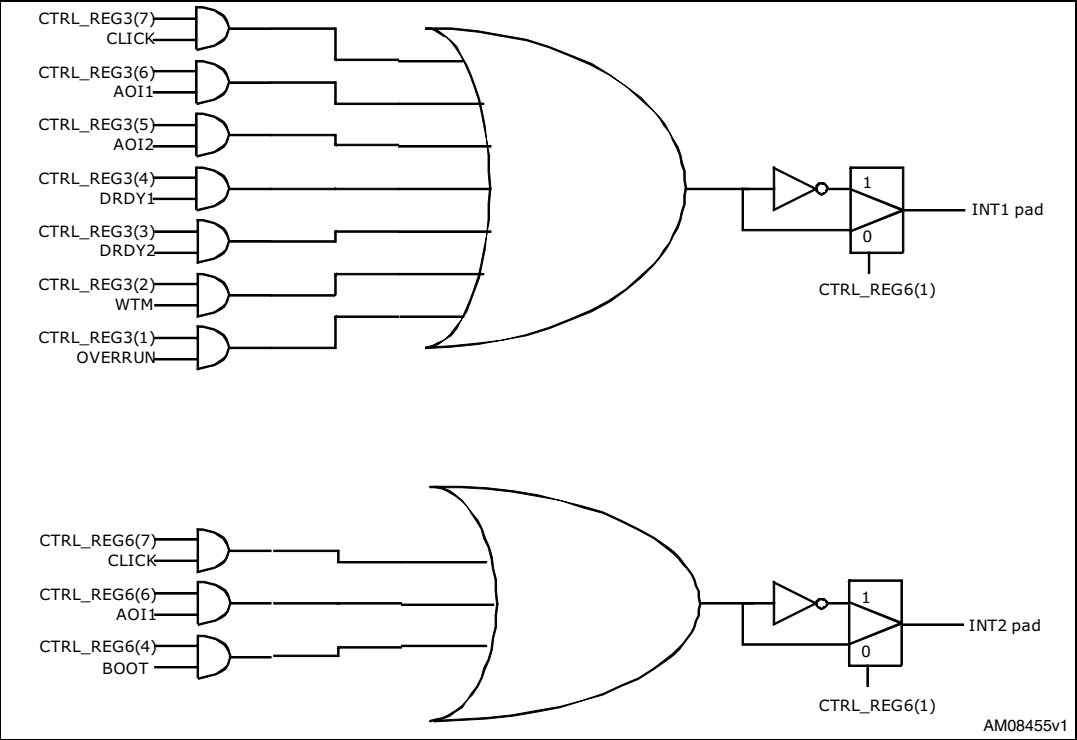 CTRL_REG3(7)
CLICK
CTRL_REG3(6)
AOI1
CTRL_REG3(5)
AOI2
CTRL_REG3(4)
DRDY1
CTRL_REG3(3)
DRDY2
CTRL_REG3(2)
WTM
CTRL_REG3(1)
OVERRUN
1
0
INT1 pad
CTRL_REG6(1)
CTRL_REG6(7)
CLICK
CTRL_REG6(6)
AOI1
CTRL_REG6(4)
BOOT
1
0
INT2 pad
CTRL_REG6(1)
AM08455v1